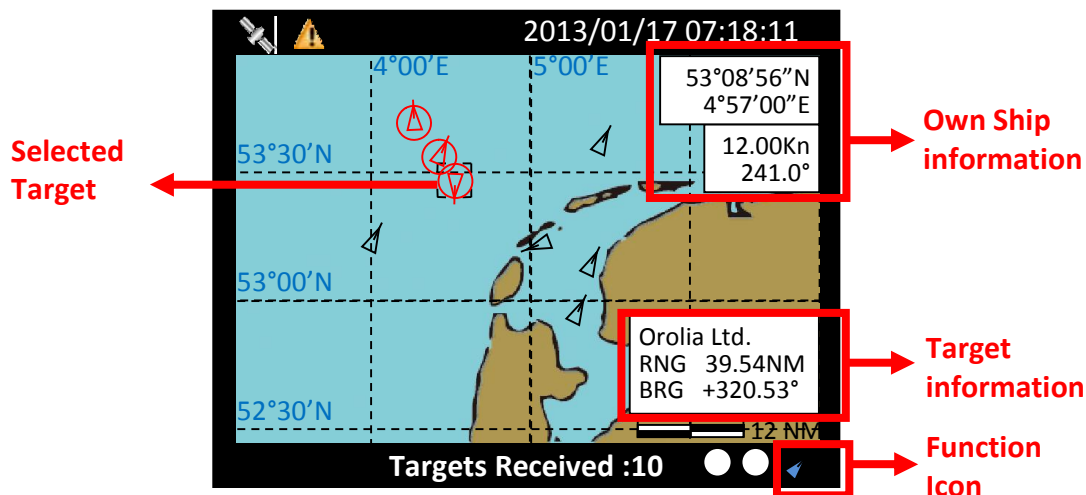 2013/01/17 07:18:11
4°00’E
5°00’E
53°08’56”N
4°57’00”E
12.00Kn
241.0°
Own Ship
information
Selected
Target
53°30’N
53°00’N
52°30’N
Orolia Ltd.
RNG 39.54NM
BRG +320.53°
Target
information
12 NM
Targets Received :10
Function
Icon